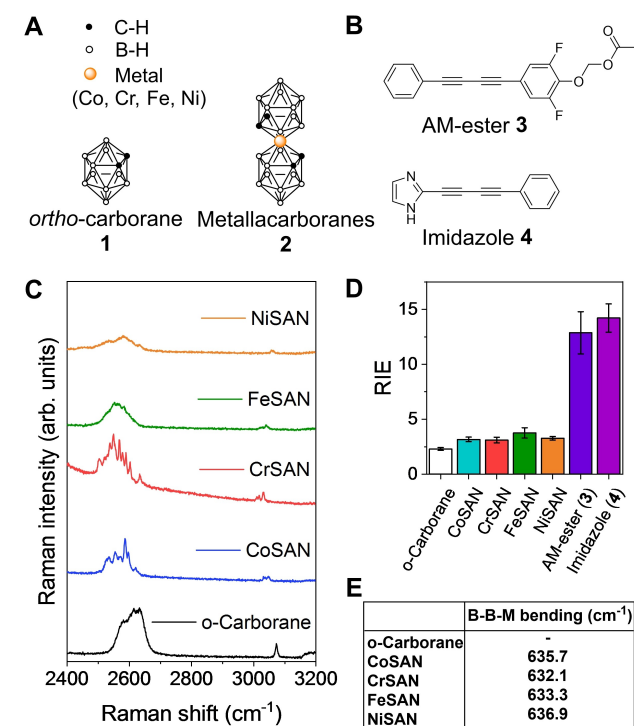 A
C-H
B-H
Metal
(Co, Cr, Fe, Ni)
ortho-carborane
1
Metallacarboranes
2
B
F
F
O
O
O
AM-ester 3
N
N
H
Imidazole 4
C
NiSAN
FeSAN
CrSAN
CoSAN
o-Carborane
Raman intensity (arb. units)
2400 2600 2800 3000 3200
Raman shift (cm-1)
D
RIE
15
10
5
0
o-Carborane
CoSAN
CrSAN
FeSAN
NiSAN
AM-ester (3)
Imidazole (4)
E
B-B-M bending (cm-1)
o-Carborane -
CoSAN 635.7
CrSAN 632.1
FeSAN 633.3
NiSAN 636.9